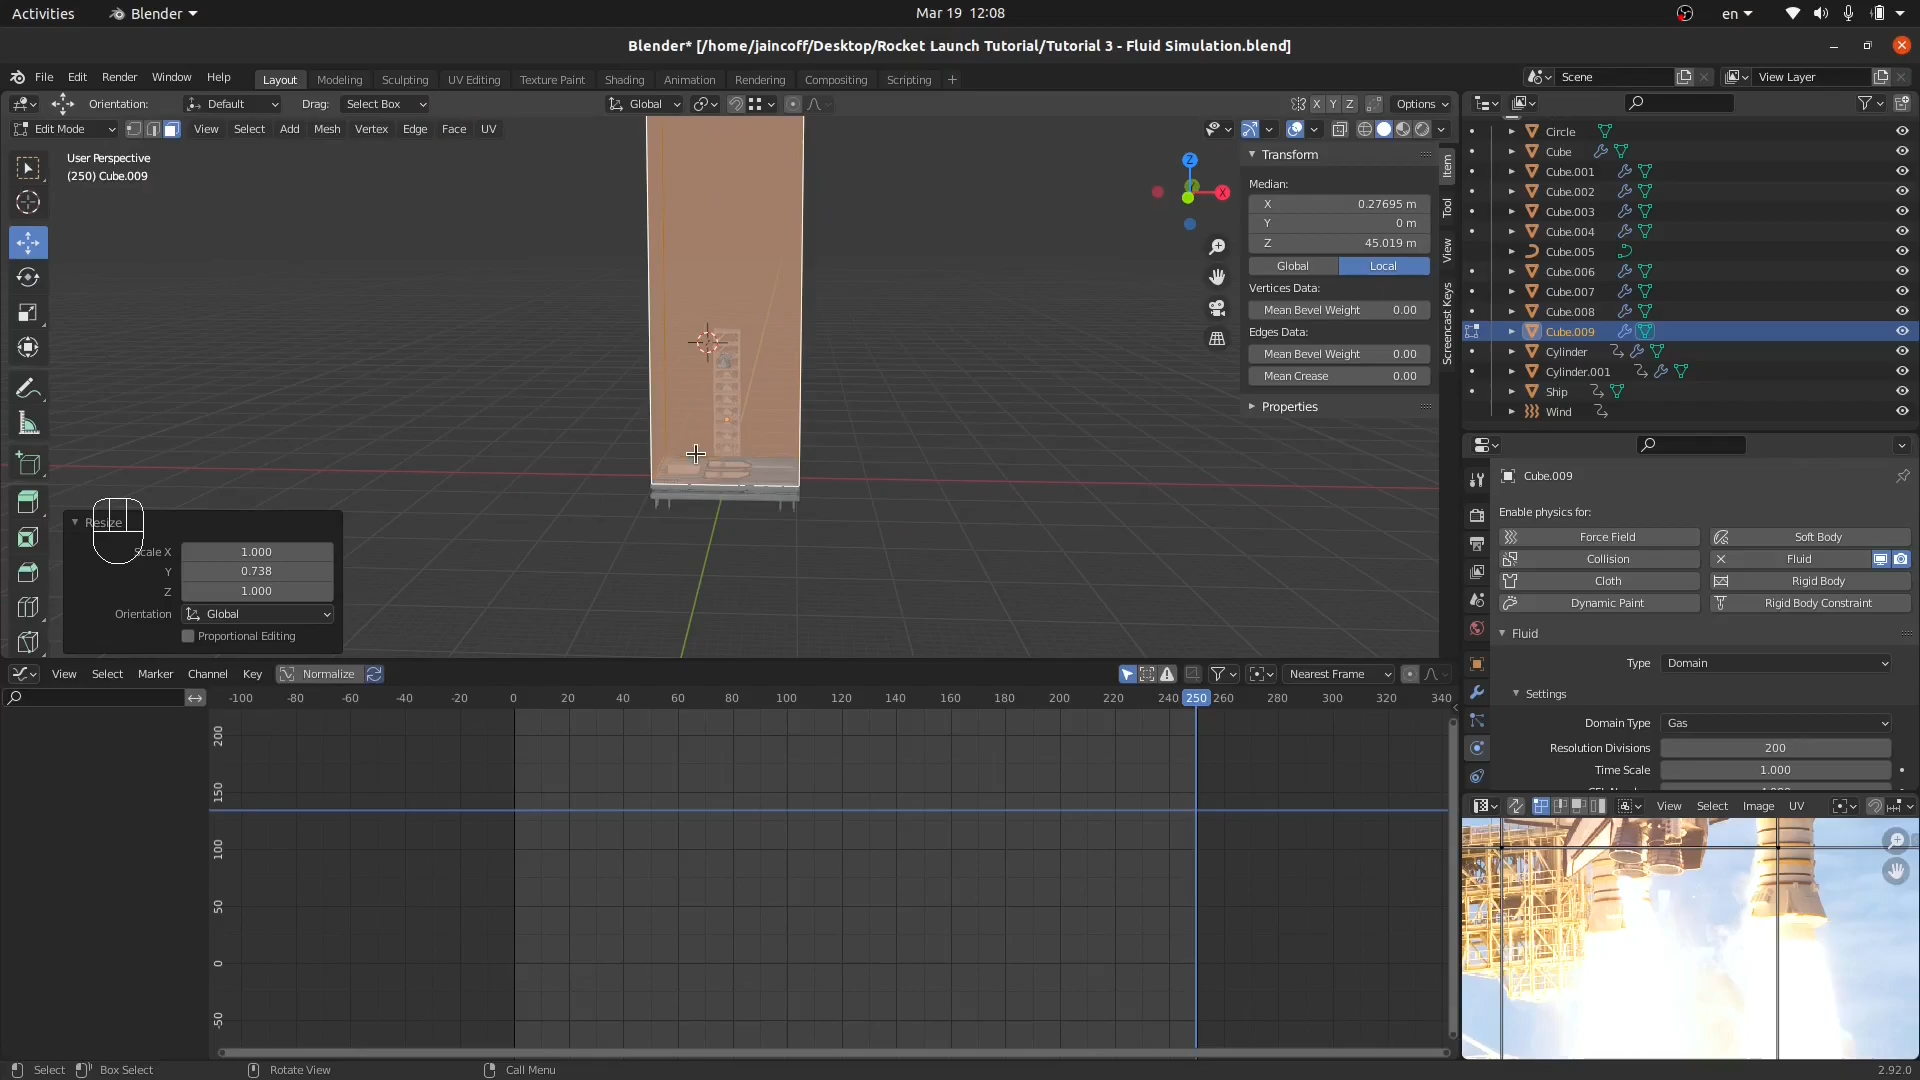 Activities
Blender
Mar 19 12:08
en
Blender* [/home/jaincoff/Desktop/Rocket Launch Tutorial/Tutorial 3 - Fluid Simulation.blend]
File Edit Render Window Help
Layout Modeling Sculpting UV Editing Texture Paint Shading Animation Rendering Compositing Scripting +
Scene
View Layer
Orientation: Default Drag: Select Box
Global
X Y Z Options
Edit Mode View Select Add Mesh Vertex Edge Face UV
User Perspective
(250) Cube.009
Z
X
Transform
Median:
X 0.27695 m
Y 0 m
Z 45.019 m
Global Local
Vertices Data:
Mean Bevel Weight 0.00
Edges Data:
Mean Bevel Weight 0.00
Mean Crease 0.00
Properties
Item
Tool
View
Screencast Keys
Circle
Cube
Cube.001
Cube.002
Cube.003
Cube.004
Cube.005
Cube.006
Cube.007
Cube.008
Cube.009
Cylinder
Cylinder.001
Ship
Wind
Cube.009
Enable physics for:
Force Field Soft Body
Collision Fluid
Cloth Rigid Body
Dynamic Paint Rigid Body Constraint
Fluid
Type Domain
Settings
Domain Type Gas
Resolution Divisions 200
Time Scale 1.000
Resize
Scale X 1.000
Y 0.738
Z 1.000
Orientation Global
Proportional Editing
View Select Marker Channel Key Normalize
Nearest Frame
-100 -80 -60 -40 -20 0 20 40 60 80 100 120 140 160 180 200 220 240 250 260 280 300 320 340
200
150
100
50
0
-50
View Select Image UV
Select Box Select Rotate View Call Menu
2.92.0